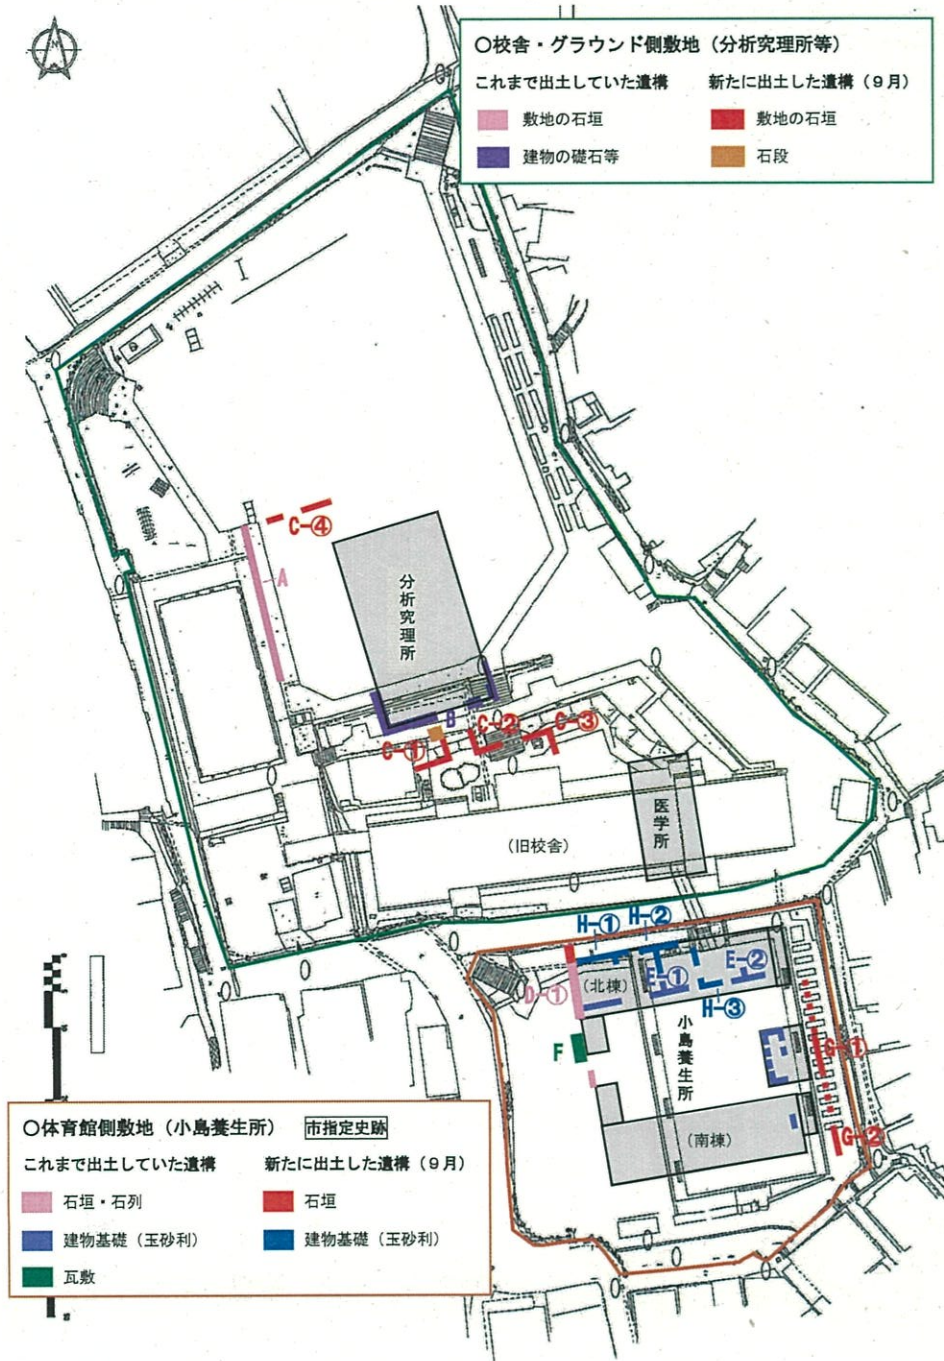 N
〇校舎・グラウンド側敷地（分析究理所等）
これまで出土していた遺構　新たに出土した遺構（９月）
敷地の石垣　敷地の石垣
建物の礎石等　石段
C-④
A
分析究理所
B
C-①
C-②
C-③
医学所
（旧校舎）
H-①
H-②
D-①
（北棟）
E-①
E-②
H-③
F
小島養生所
G-1
（南棟）
G-2
〇体育館側敷地（小島養生所）　市指定史跡
これまで出土していた遺構　新たに出土した遺構（９月）
石垣・石列　石垣
建物基礎（玉砂利）　建物基礎（玉砂利）
瓦敷